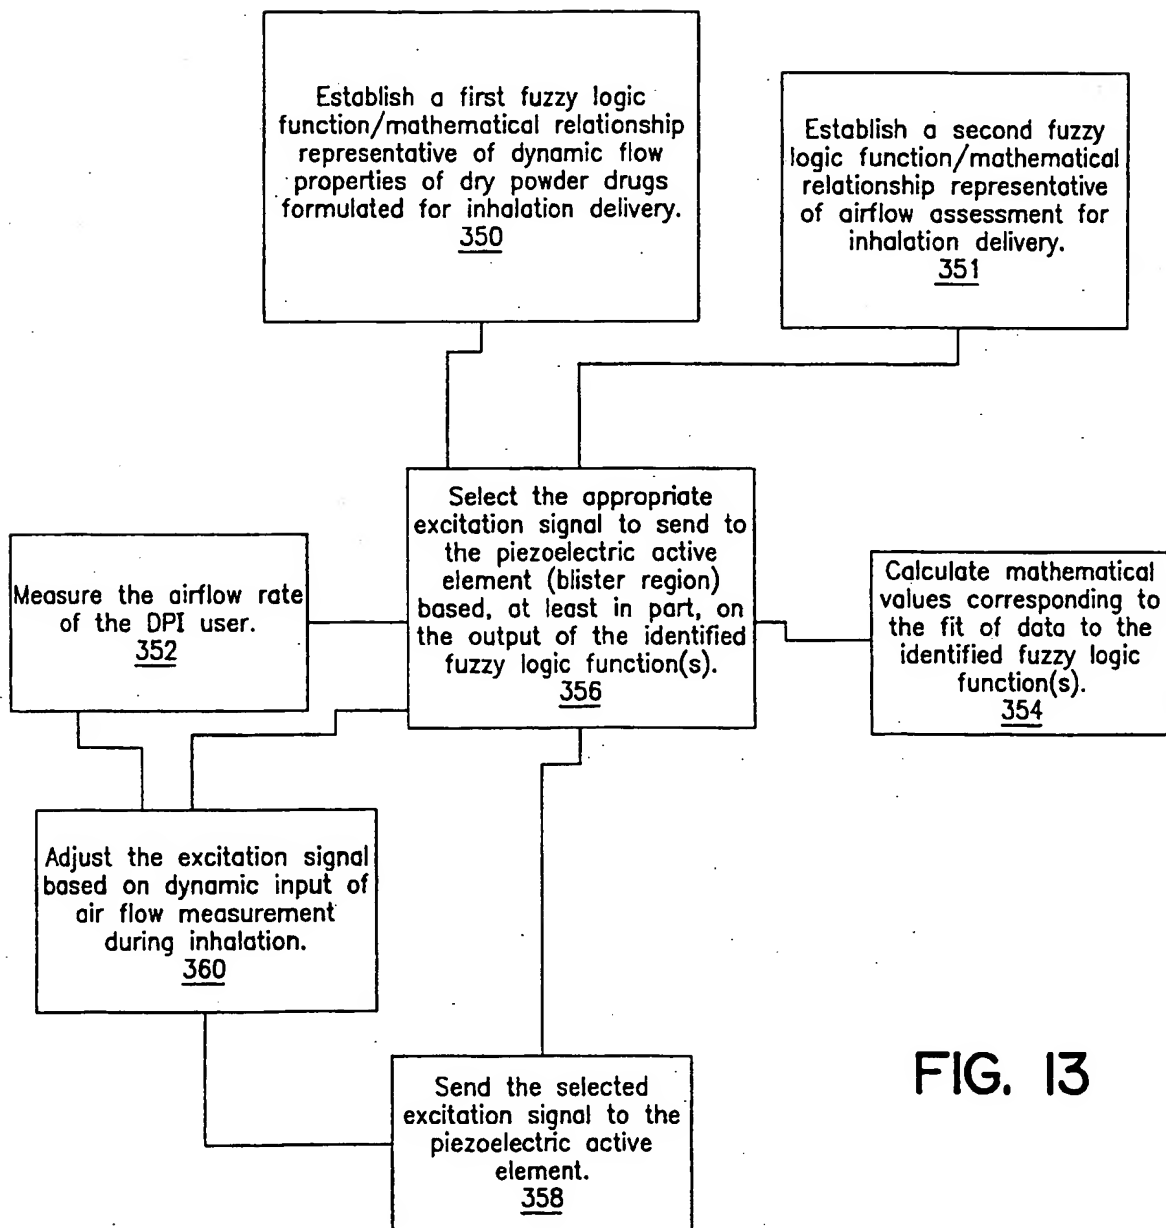 Establish a first fuzzy logic
function/mathematical relationship
representative of dynamic flow
properties of dry powder drugs
formulated for inhalation delivery.
350
Establish a second fuzzy
logic function/mathematical
relationship representative
of airflow assessment for
inhalation delivery.
351
Select the appropriate
excitation signal to send to
the piezoelectric active
element (blister region)
based, at least in part, on
the output of the identified
fuzzy logic function(s).
356
Measure the airflow rate
of the DPI user.
352
Calculate mathematical
values corresponding to
the fit of data to the
identified fuzzy logic
function(s).
354
Adjust the excitation signal
based on dynamic input of
air flow measurement
during inhalation.
360
Send the selected
excitation signal to the
piezoelectric active
element.
358
FIG. 13